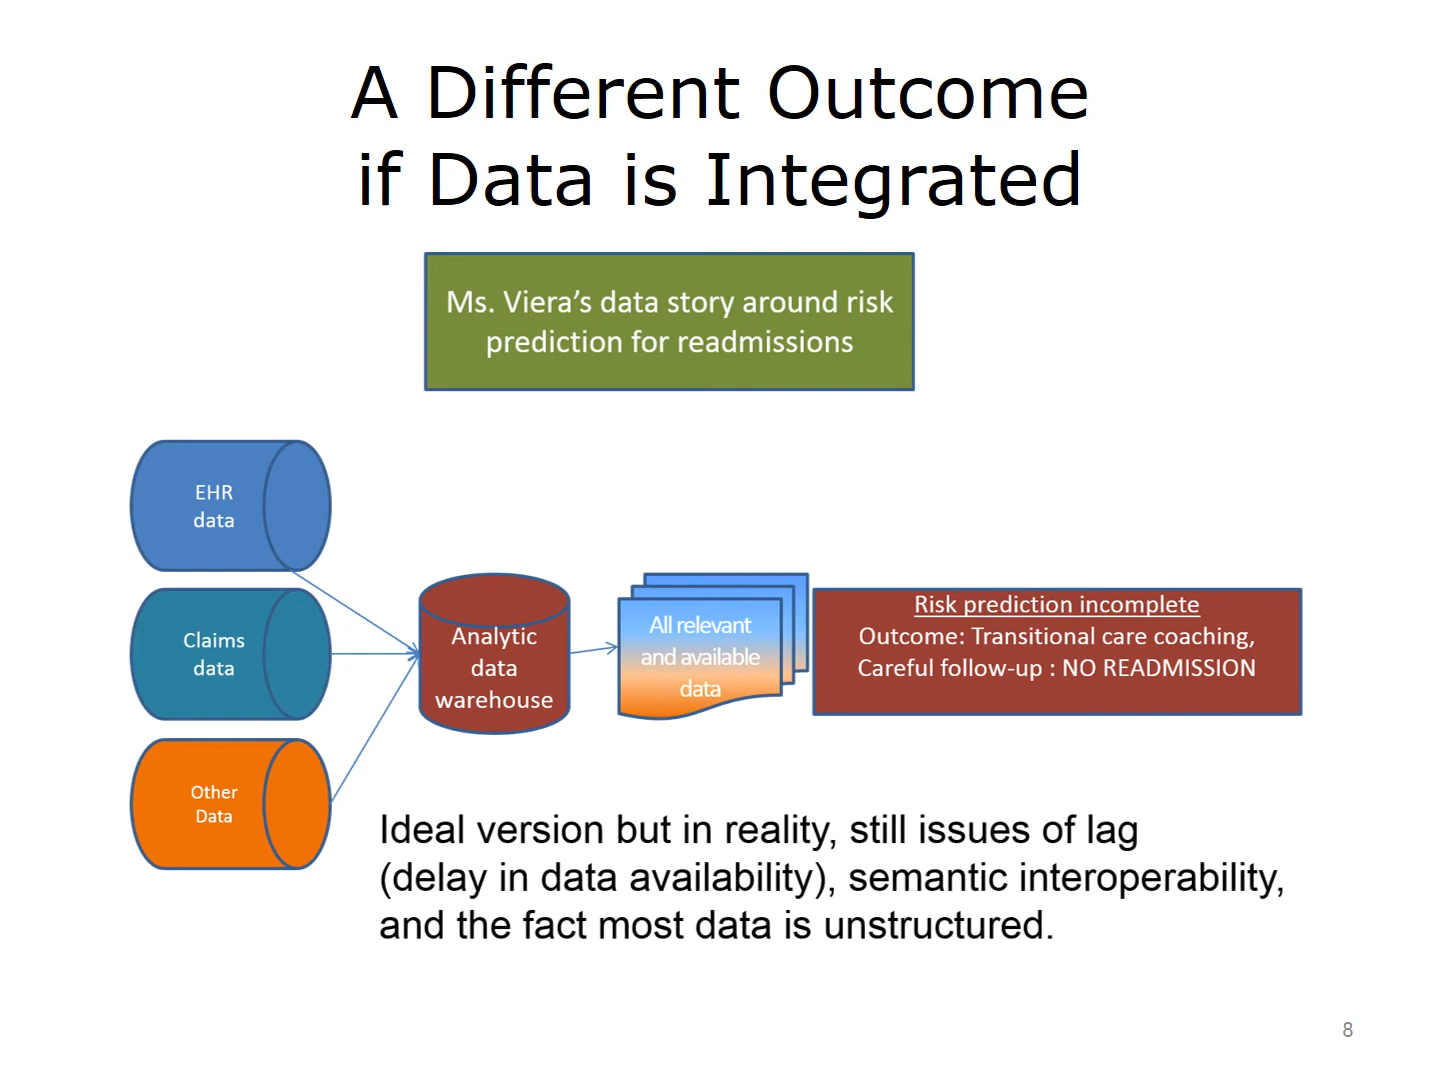 A Different Outcome
if Data is Integrated
Ms. Viera’s data story around risk
prediction for readmissions
EHR
data
Claims
data
Other
Data
Analytic
data
warehouse
All relevant
and available
data
Risk prediction incomplete
Outcome: Transitional care coaching,
Careful follow-up : NO READMISSION
Ideal version but in reality, still issues of lag
(delay in data availability), semantic interoperability,
and the fact most data is unstructured.
8